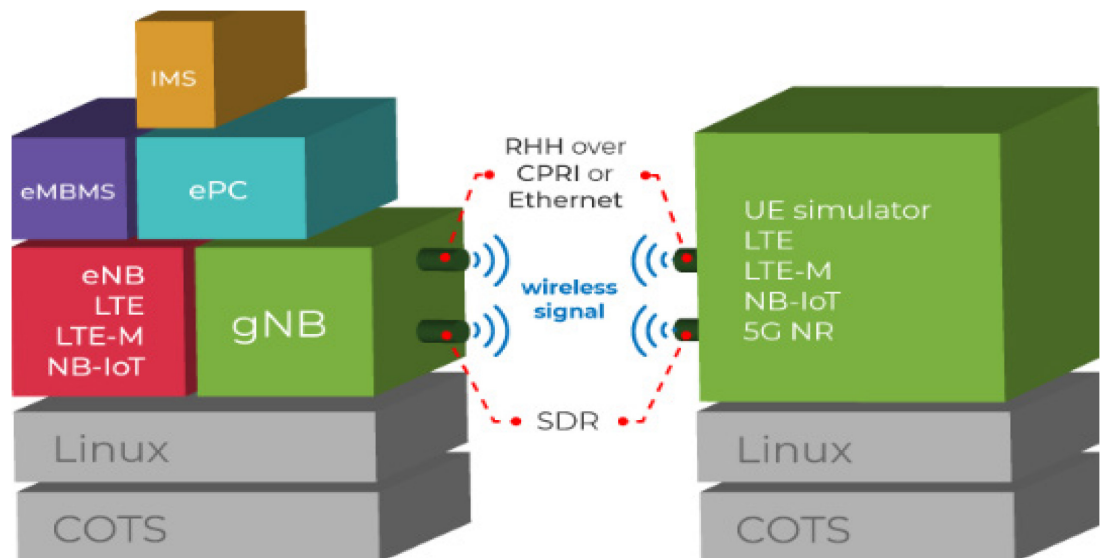 IMS
eMBMS
ePC
eNB
LTE
LTE-M
NB-IoT
gNB
Linux
COTS
RHH over
CPRI or
Ethernet
wireless
signal
SDR
UE simulator
LTE
LTE-M
NB-IoT
5G NR
Linux
COTS